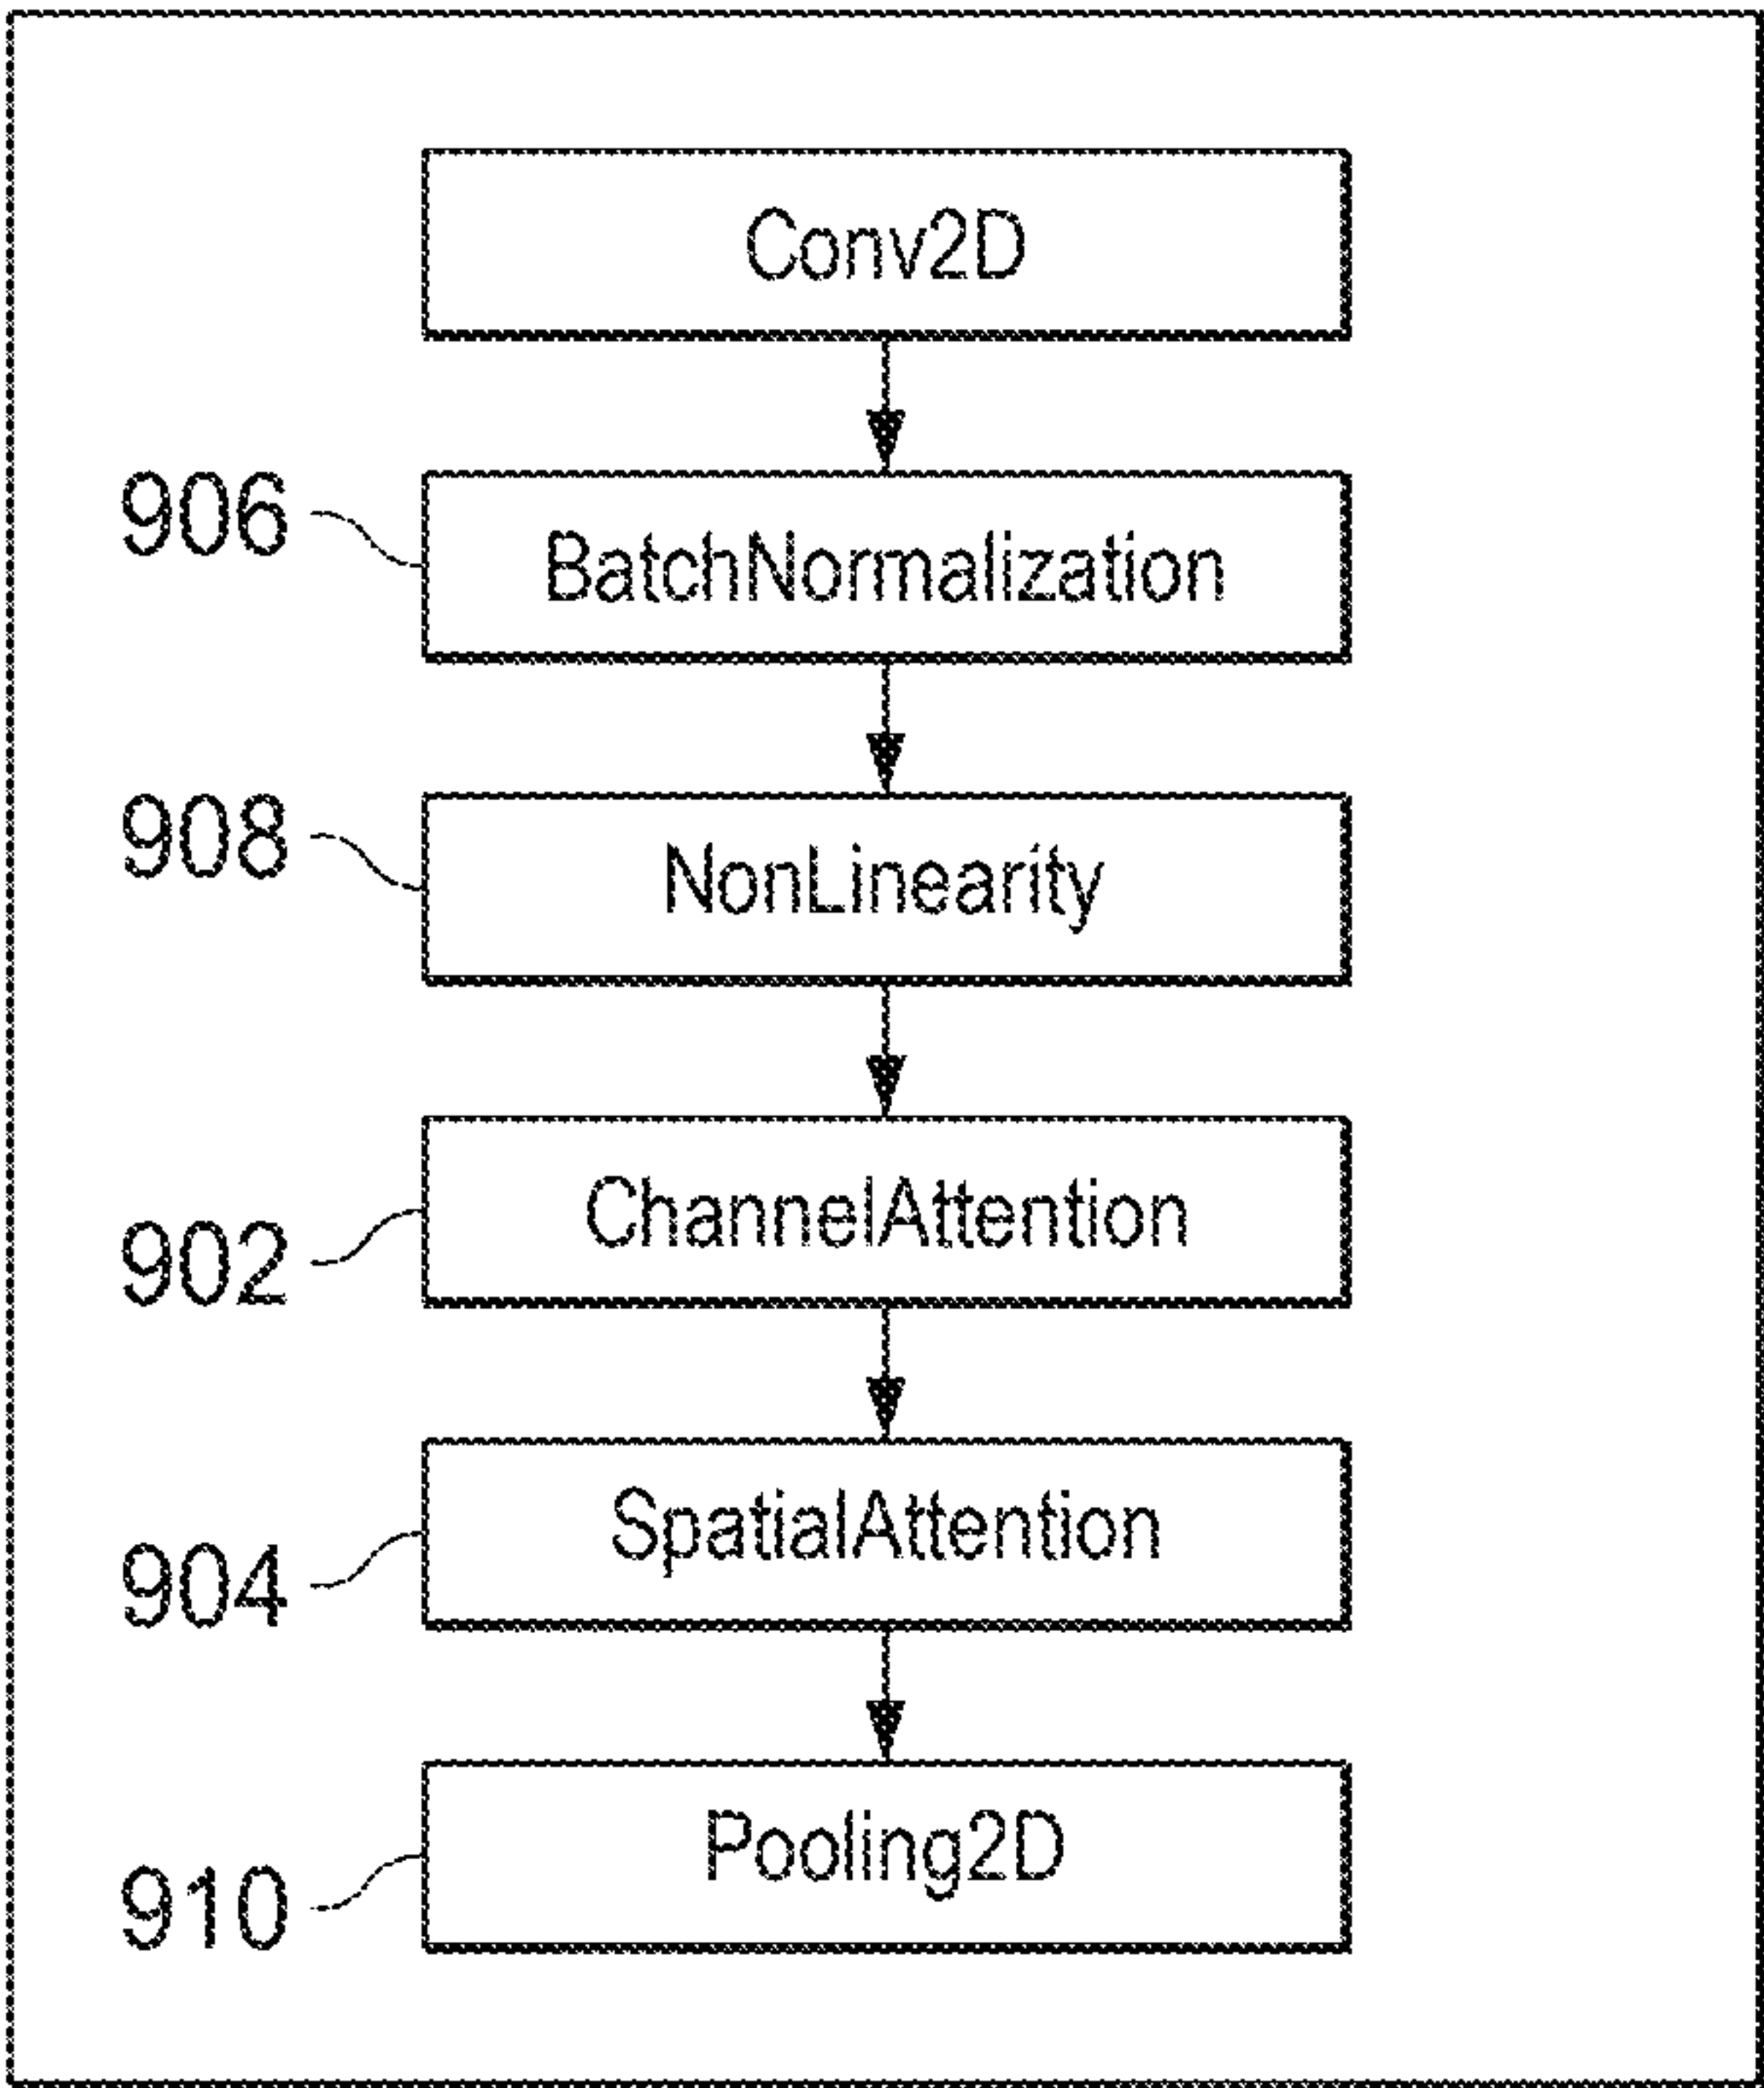 Conv2D
906 BatchNormalization
908 NonLinearity
902 ChannelAttention
904 SpatialAttention
910 Pooling2D